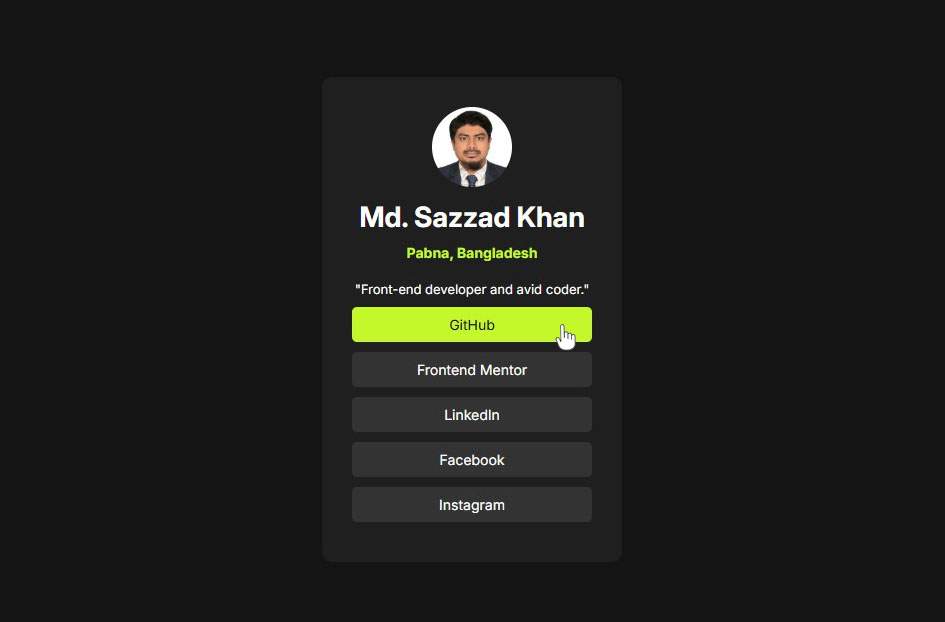 Md. Sazzad Khan
Pabna, Bangladesh
"Front-end developer and avid coder."
GitHub
Frontend Mentor
LinkedIn
Facebook
Instagram